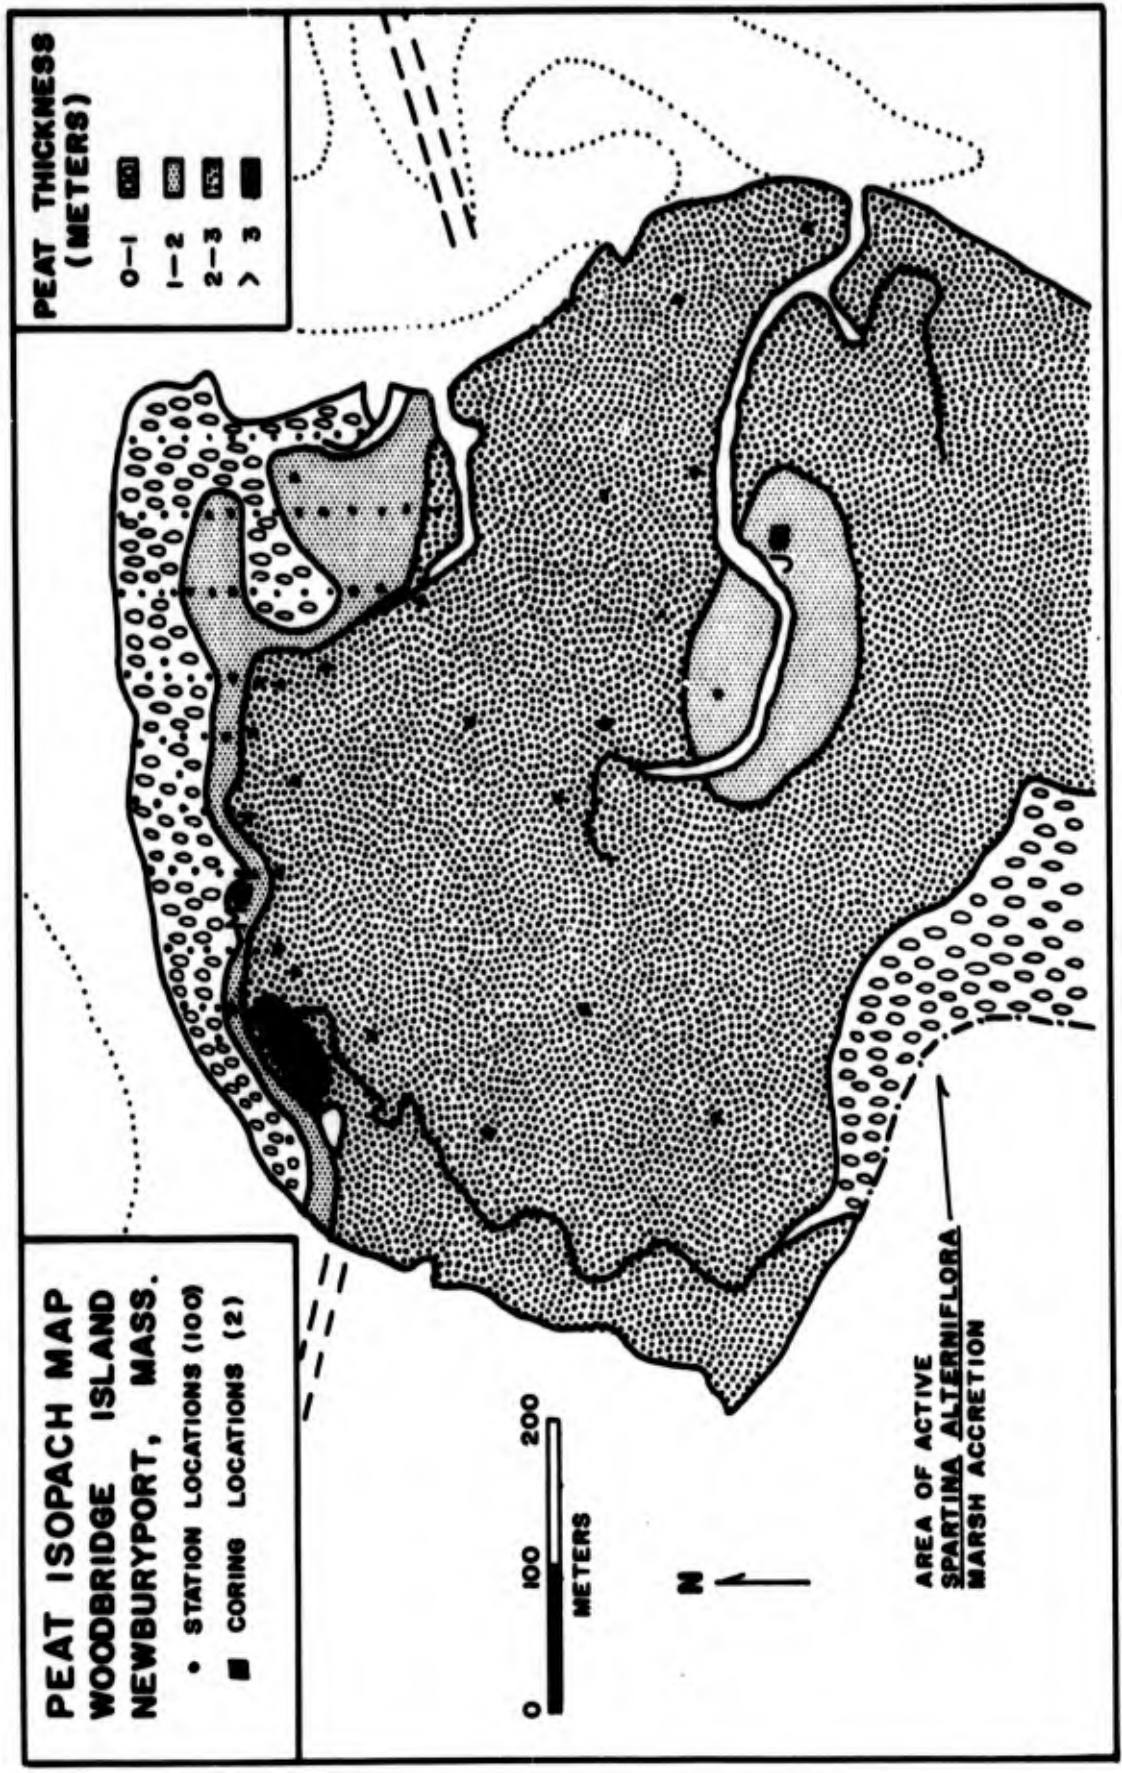 PEAT ISOPACH MAP
WOODBRIDGE ISLAND
NEWBURYPORT, MASS.
• STATION LOCATIONS (100)
■ CORING LOCATIONS (2)
PEAT THICKNESS
(METERS)
0-1
1-2
2-3
> 3
J
0 100 200
METERS
N
AREA OF ACTIVE
SPARTINA ALTERNIFLORA
MARSH ACCRETION